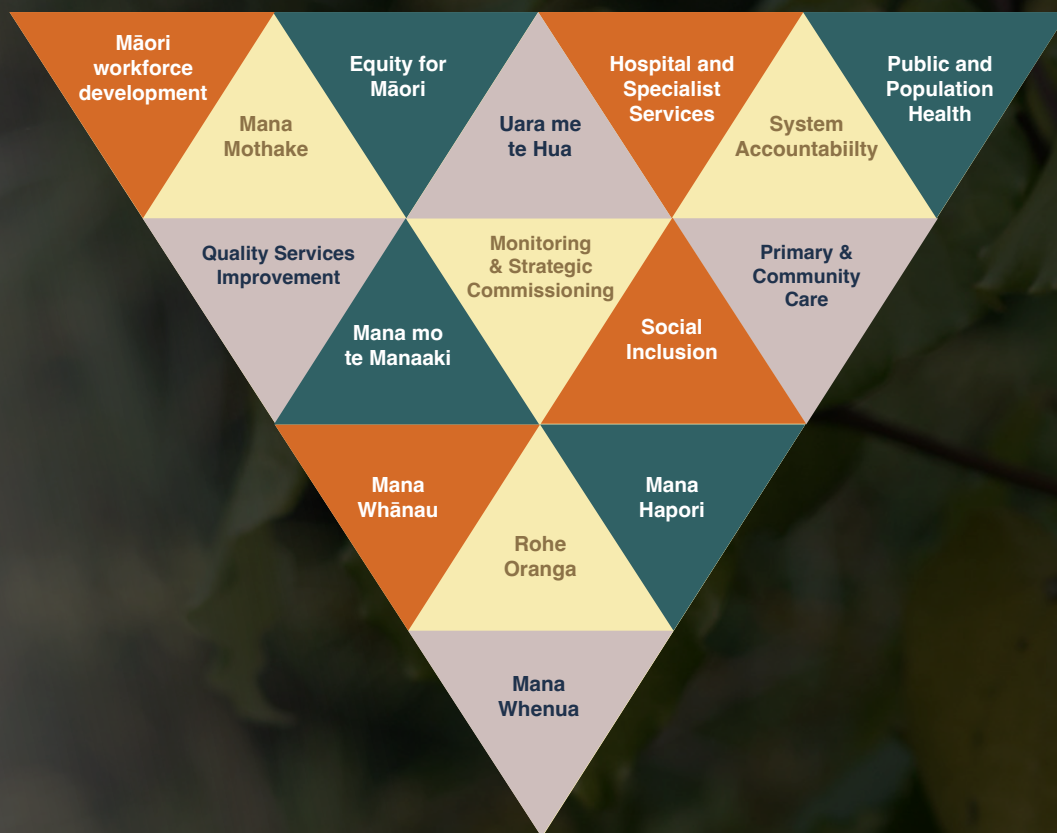 Māori
workforce
development
Mana
Mothake
Equity for
Māori
Uara me
te Hua
Hospital and
Specialist
Services
System
Accountabiilty
Public and
Population
Health
Quality Services
Improvement
Mana mo
te Manaaki
Monitoring
& Strategic
Commissioning
Social
Inclusion
Primary &
Community
Care
Mana
Whānau
Rohe
Oranga
Mana
Hapori
Mana
Whenua